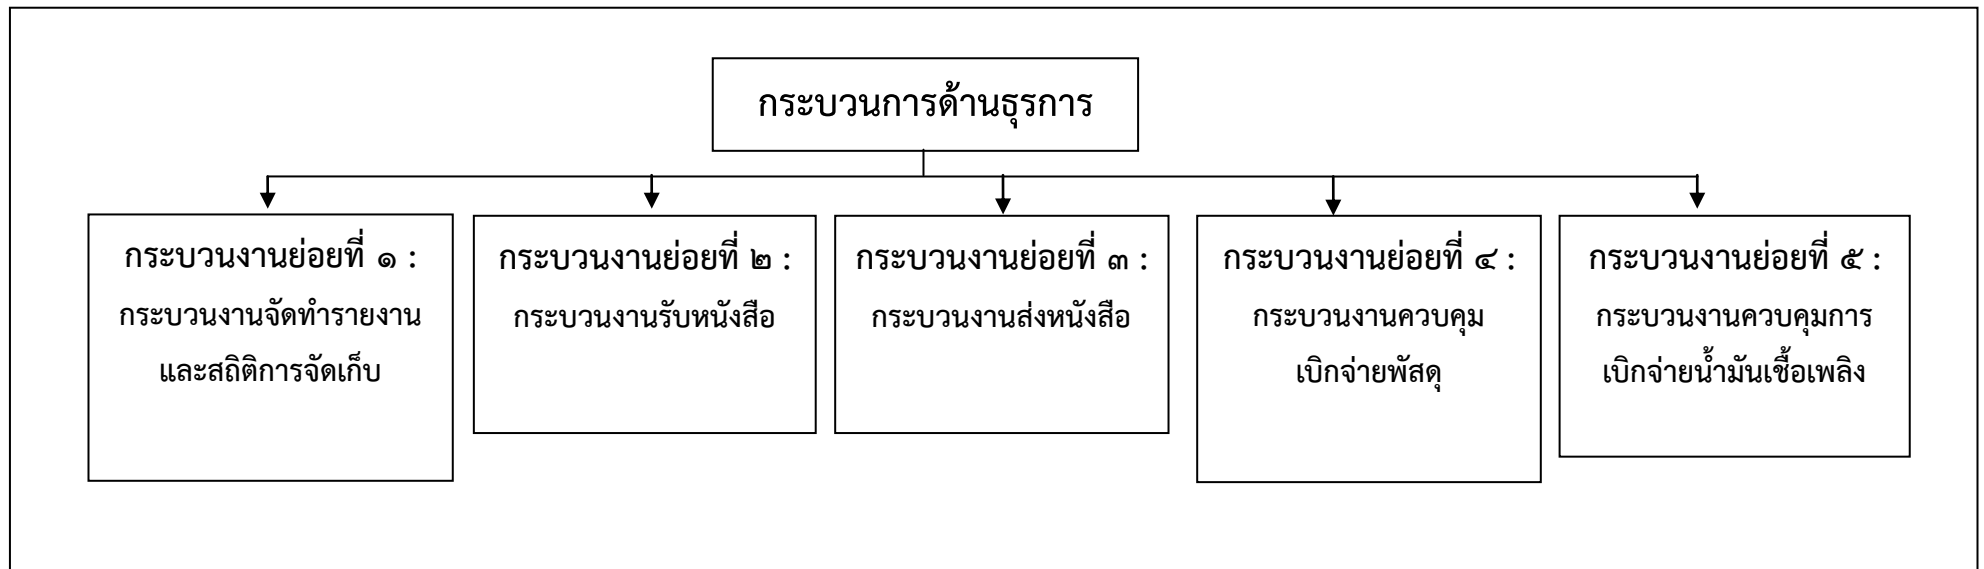 กระบวนการด้านธุรการ
กระบวนงานย่อยที่ ๑ :
กระบวนงานจัดทำรายงาน
และสถิติการจัดเก็บ
กระบวนงานย่อยที่ ๒ :
กระบวนงานรับหนังสือ
กระบวนงานย่อยที่ ๓ :
กระบวนงานส่งหนังสือ
กระบวนงานย่อยที่ ๔ :
กระบวนงานควบคุม
เบิกจ่ายพัสดุ
กระบวนงานย่อยที่ ๕ :
กระบวนงานควบคุมการ
เบิกจ่ายน้ำมันเชื้อเพลิง